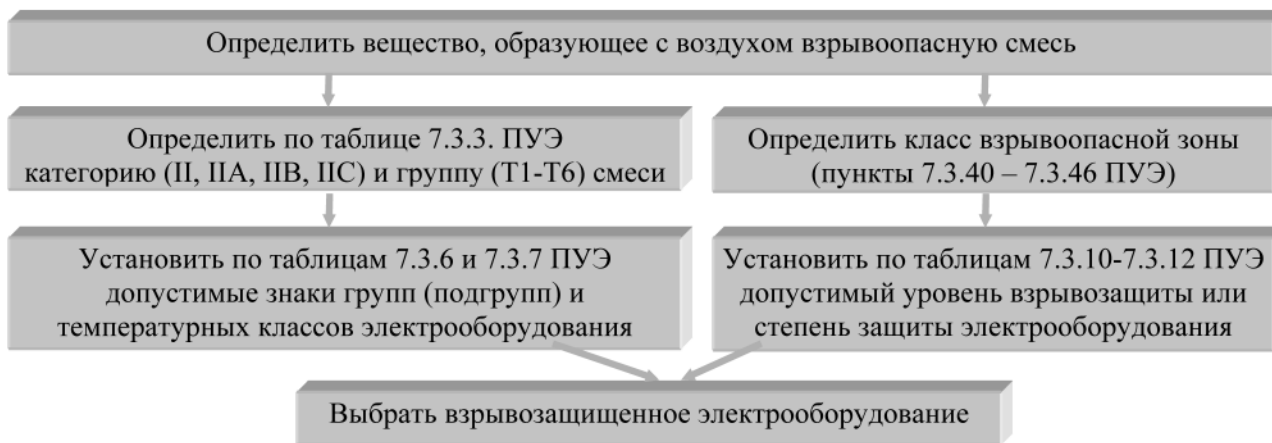 Определить вещество, образующее с воздухом взрывоопасную смесь
Определить по таблице 7.3.3. ПУЭ
категорию (II, IIA, IIB, IIC) и группу (Т1-Т6) смеси
Определить класс взрывоопасной зоны
(пункты 7.3.40 – 7.3.46 ПУЭ)
Установить по таблицам 7.3.6 и 7.3.7 ПУЭ
допустимые знаки групп (подгрупп) и
температурных классов электрооборудования
Установить по таблицам 7.3.10-7.3.12 ПУЭ
допустимый уровень взрывозащиты или
степень защиты электрооборудования
Выбрать взрывозащищенное электрооборудование